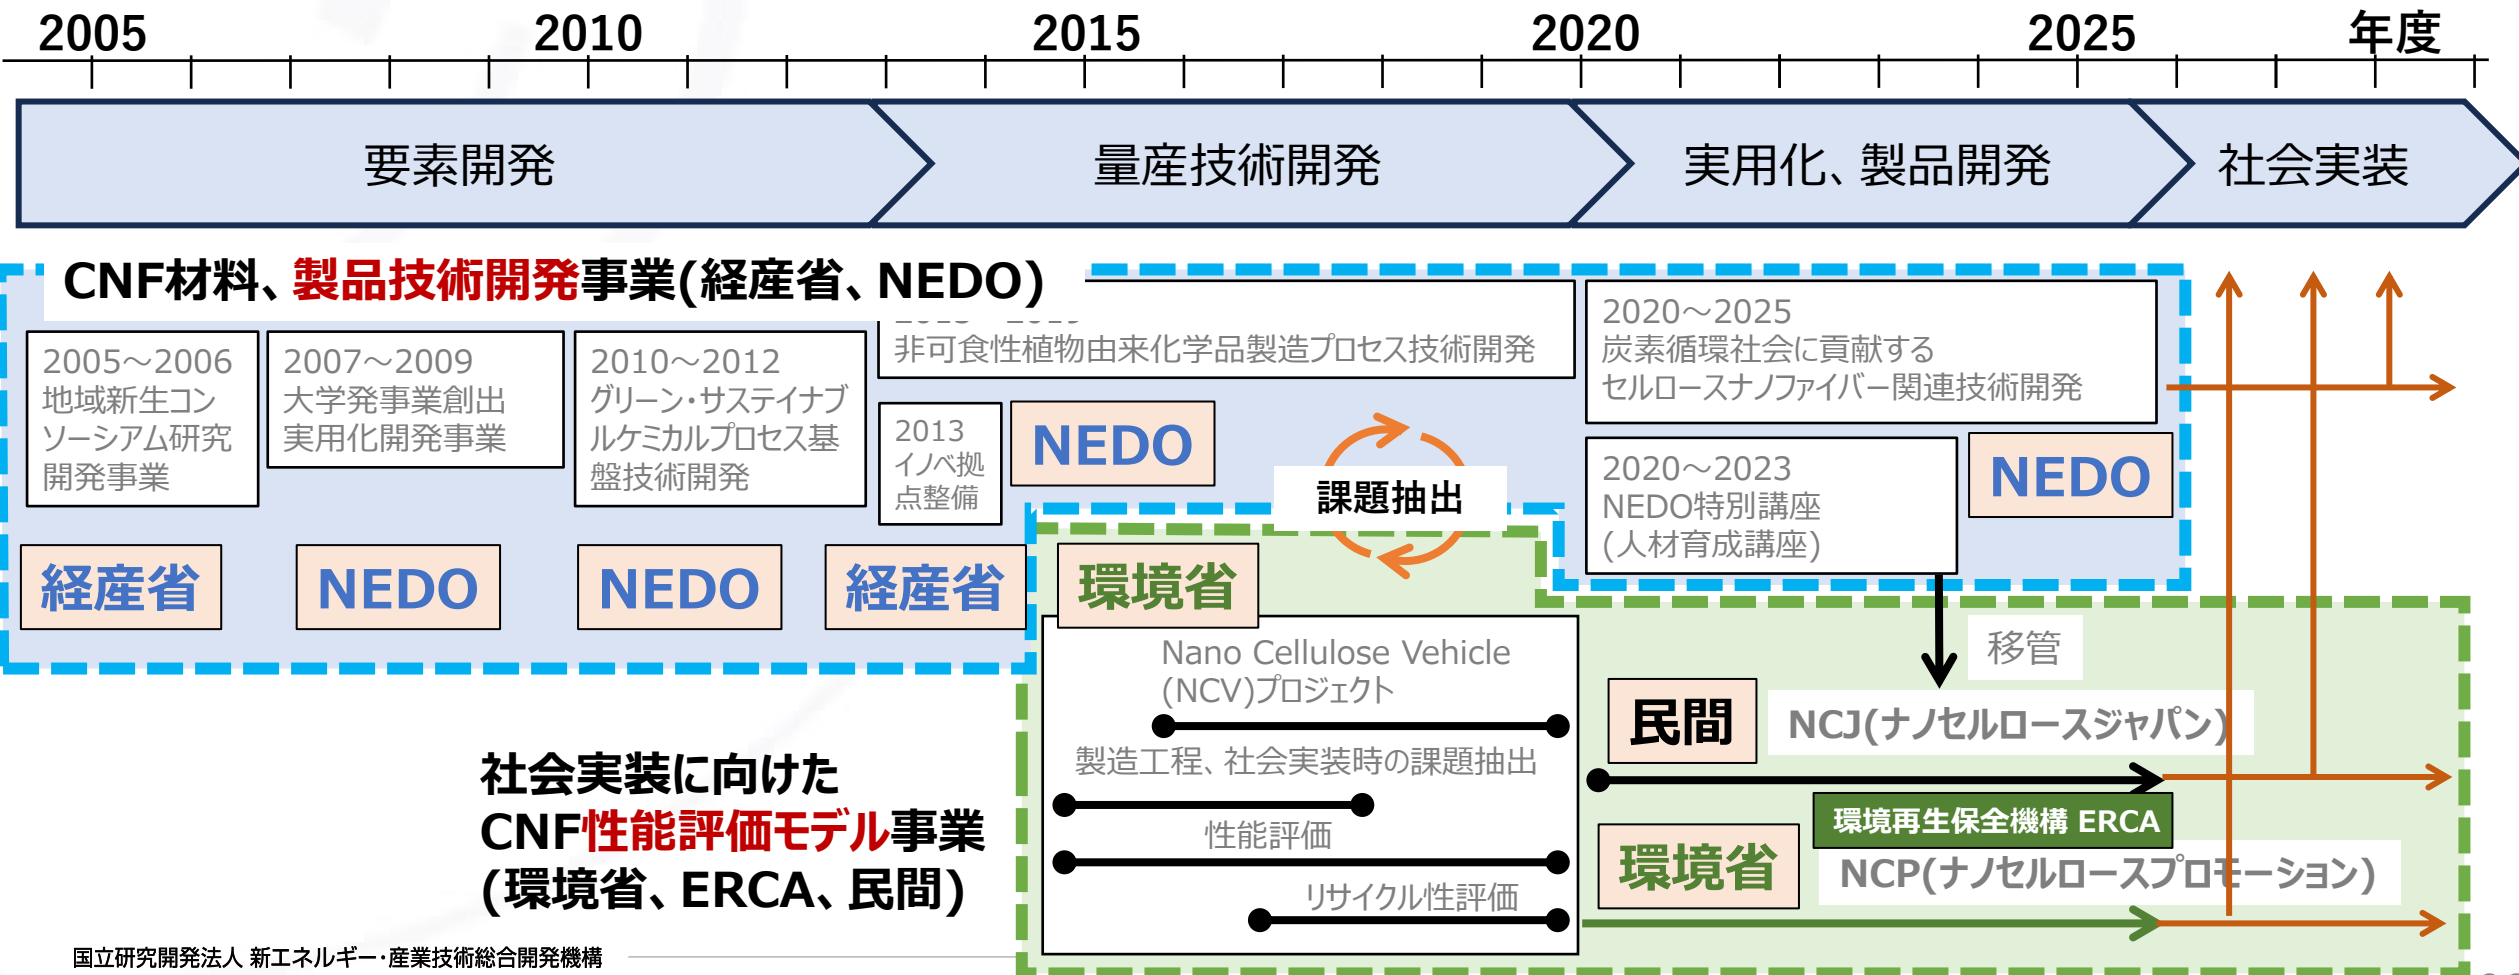 2005 2010 2015 2020 2025 年度
要素開発 量産技術開発 実用化、製品開発 社会実装
CNF材料、製品技術開発事業(経産省、NEDO)
2005～2006
地域新生コン
ソーシアム研究
開発事業
2007～2009
大学発事業創出
実用化開発事業
2010～2012
グリーン・サステイナブ
ルケミカルプロセス基
盤技術開発
非可食性植物由来化学品製造プロセス技術開発
2013
イノベ拠
点整備
NEDO
2020～2025
炭素循環社会に貢献する
セルロースナノファイバー関連技術開発
2020～2023
NEDO特別講座
(人材育成講座)
NEDO
課題抽出
経産省 NEDO NEDO 経産省 環境省
移管
Nano Cellulose Vehicle
(NCV)プロジェクト
製造工程、社会実装時の課題抽出
性能評価
リサイクル性評価
民間 NCJ(ナノセルロースジャパン)
環境再生保全機構 ERCA
環境省 NCP(ナノセルロースプロモーション)
社会実装に向けた
CNF性能評価モデル事業
(環境省、ERCA、民間)
国立研究開発法人 新エネルギー・産業技術総合開発機構